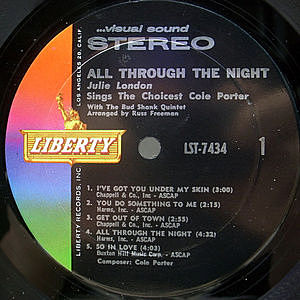 ...visual sound
STEREO
ALL THROUGH THE NIGHT
Julie London
Sings The Choicest Cole Porter
With The Bud Shank Quintet
Arranged by Russ Freeman
LIBERTY
LST-7434
1
1. I'VE GOT YOU UNDER MY SKIN (3:00)
Chappell & Co., Inc - ASCAP
2. YOU DO SOMETHING TO ME (2:15)
Harms, Inc. - ASCAP
3. GET OUT OF TOWN (2:55)
Chappell & Co., Inc - ASCAP
4. ALL THROUGH THE NIGHT (4:32)
Harms, Inc. - ASCAP
5. SO IN LOVE (4:03)
Buxton Hill Music Corp. - ASCAP
Composer: Cole Porter
LIBERTY RECORDS, INC.
LOS ANGELES 28, CALIF.